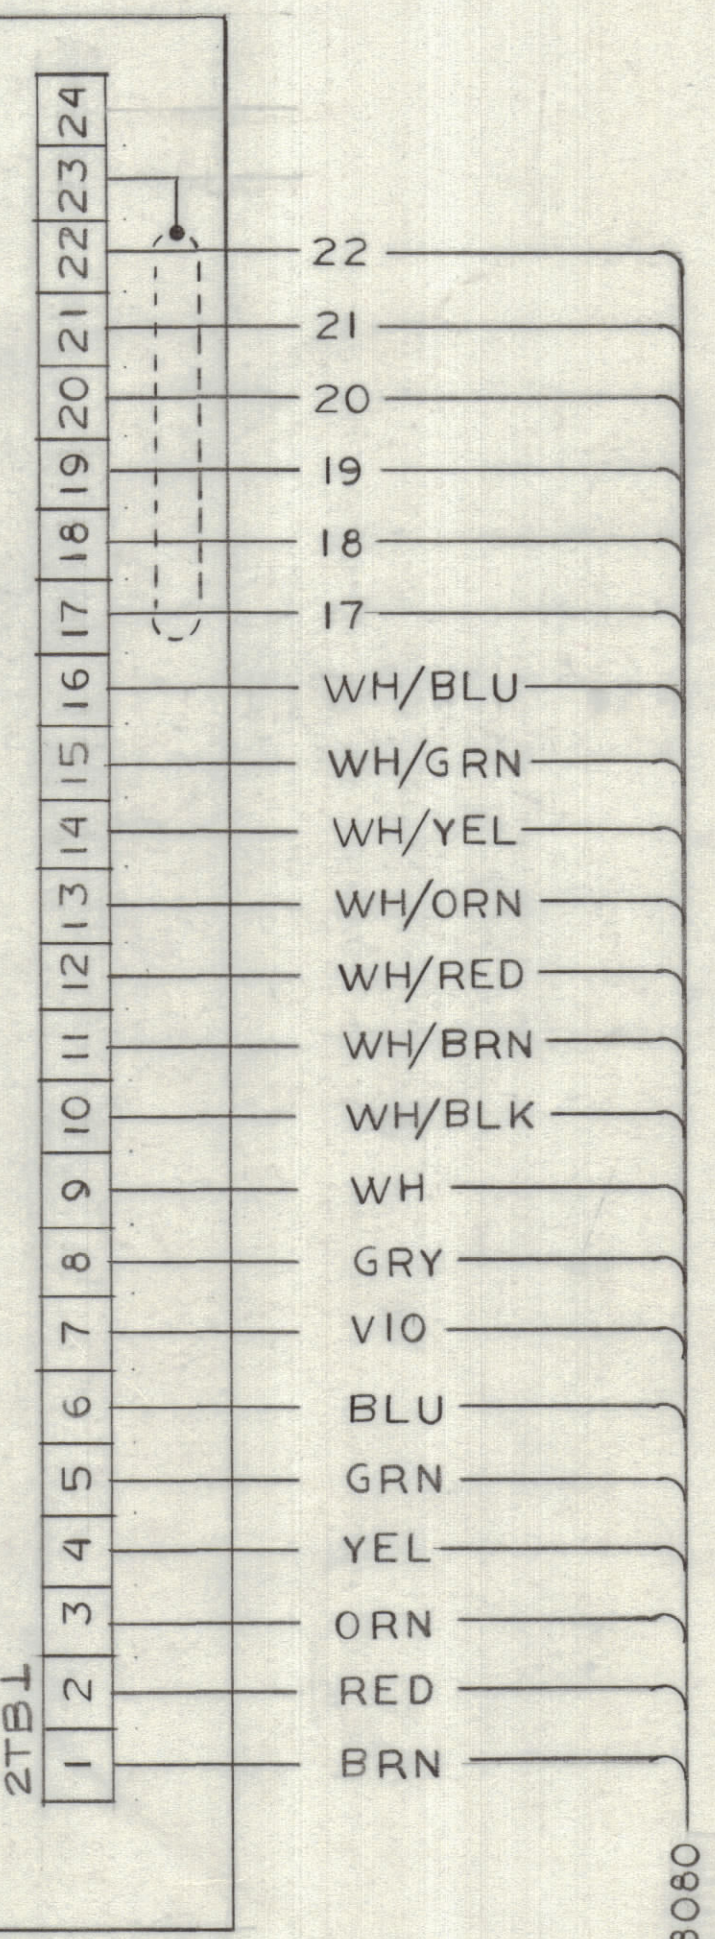 24
23
22 22
21 21
20 20
19 19
18 18
17 17
16 WH/BLU
15 WH/GRN
14 WH/YEL
13 WH/ORN
12 WH/RED
11 WH/BRN
10 WH/BLK
9 WH
8 GRY
7 VIO
6 BLU
5 GRN
4 YEL
3 ORN
2 RED
1 BRN
2TB1
8080